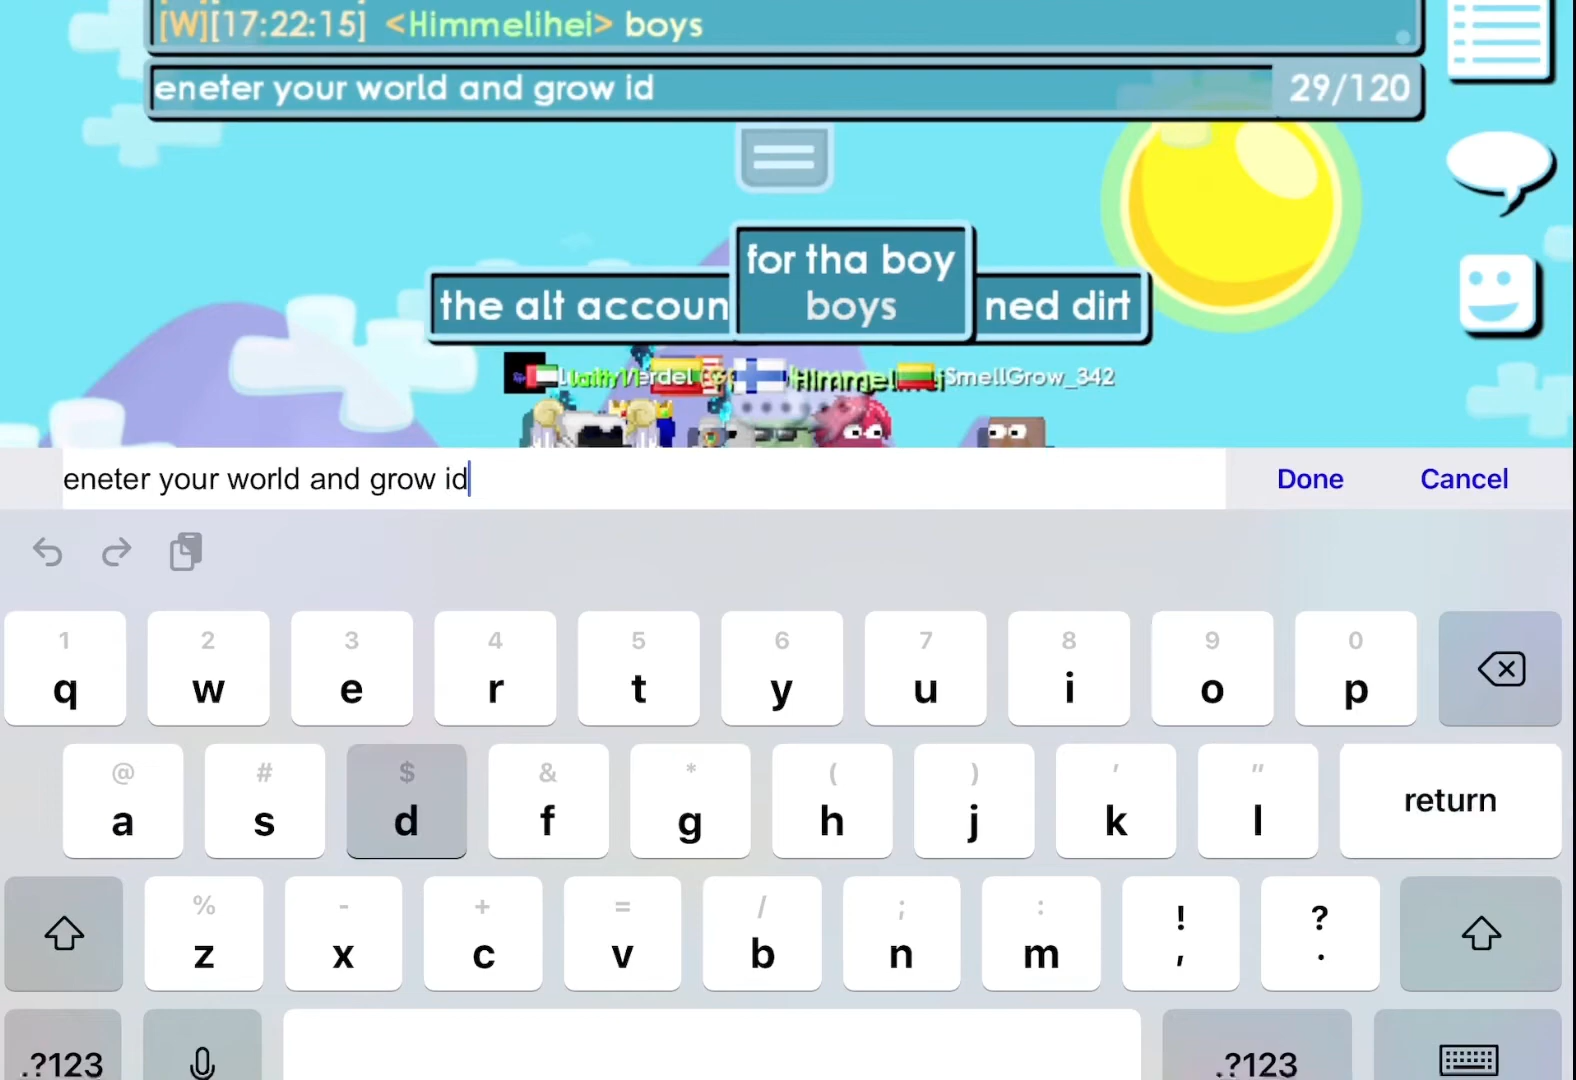 [W][17:22:15] <Himmelihei> boys
eneter your world and grow id 29/120
for tha boy
the alt accoun boys ned dirt
SmellGrow_342
eneter your world and grow id Done Cancel
1 2 3 4 5 6 7 8 9 0
q w e r t y u i o p
@ # $ & * ( ) ' "
a s d f g h j k l return
% - + = / ; : ! ?
z x c v b n m , .
.?123 .?123